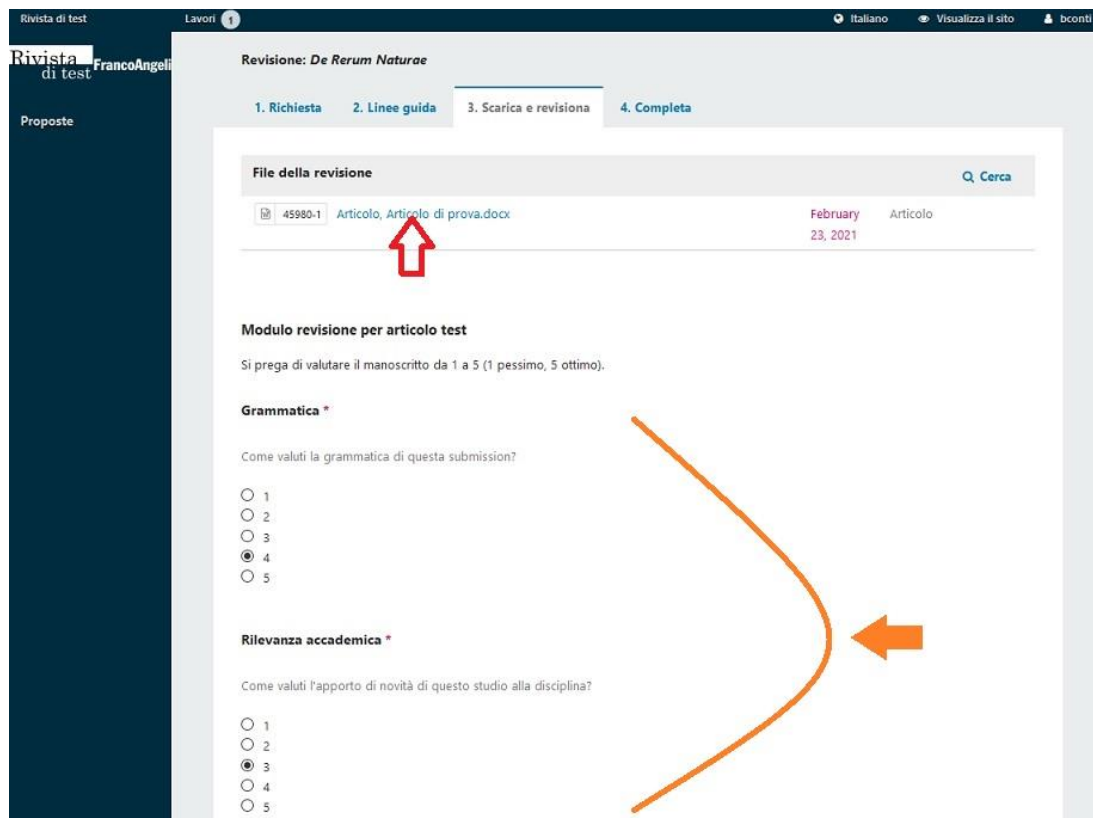 Rivista di test
Lavori 1
Italiano
Visualizza il sito
bconti
Rivista
di test
FrancoAngeli
Proposte
Revisione: De Rerum Naturae
1. Richiesta
2. Linee guida
3. Scarica e revisiona
4. Completa
File della revisione
Cerca
45980-1
Articolo, Articolo di prova.docx
February
23, 2021
Articolo
Modulo revisione per articolo test
Si prega di valutare il manoscritto da 1 a 5 (1 pessimo, 5 ottimo).
Grammatica *
Come valuti la grammatica di questa submission?
1
2
3
4
5
Rilevanza accademica *
Come valuti l'apporto di novità di questo studio alla disciplina?
1
2
3
4
5